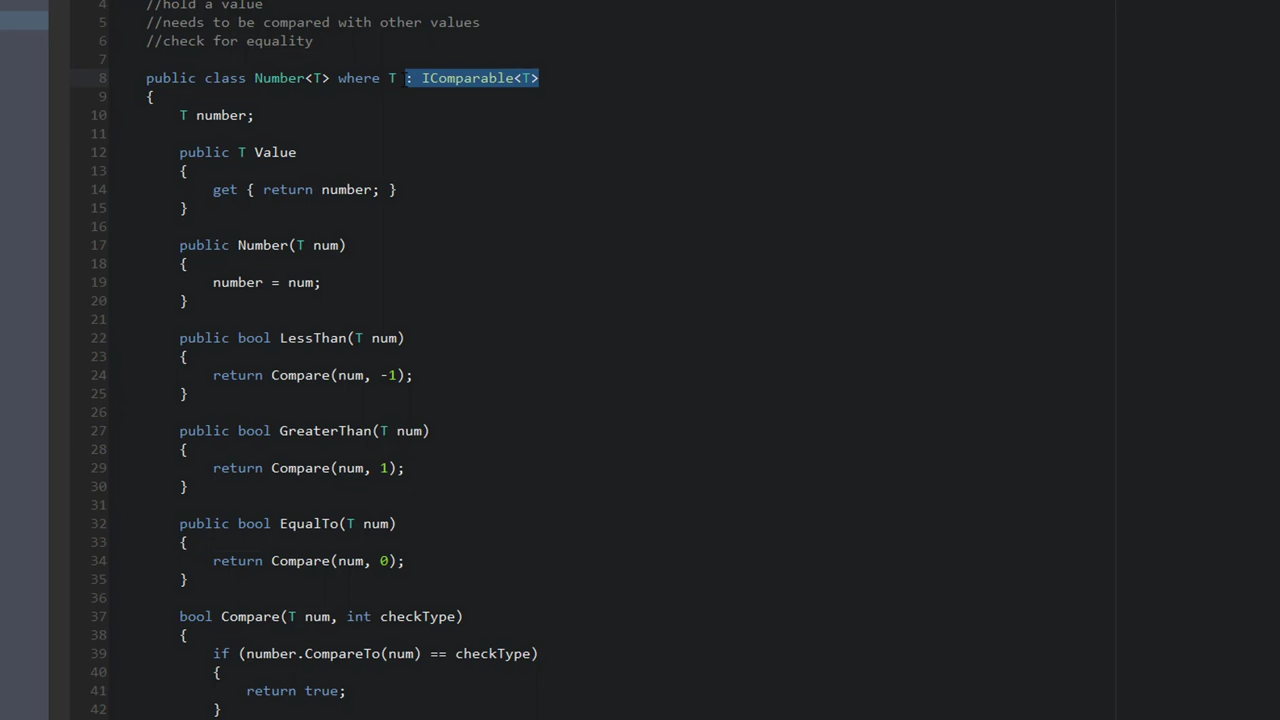 4 //hold a value
5 //needs to be compared with other values
6 //check for equality
7
8 public class Number<T> where T : IComparable<T>
9 {
10 T number;
11
12 public T Value
13 {
14 get { return number; }
15 }
16
17 public Number(T num)
18 {
19 number = num;
20 }
21
22 public bool LessThan(T num)
23 {
24 return Compare(num, -1);
25 }
26
27 public bool GreaterThan(T num)
28 {
29 return Compare(num, 1);
30 }
31
32 public bool EqualTo(T num)
33 {
34 return Compare(num, 0);
35 }
36
37 bool Compare(T num, int checkType)
38 {
39 if (number.CompareTo(num) == checkType)
40 {
41 return true;
42 }